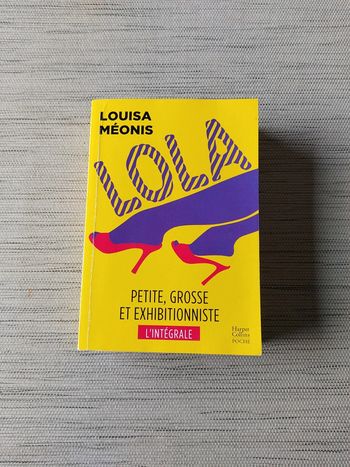 LOUISA
MÉONIS
LOLA
PETITE, GROSSE
ET EXHIBITIONNISTE
L'INTÉGRALE
Harper
Collins
POCHE